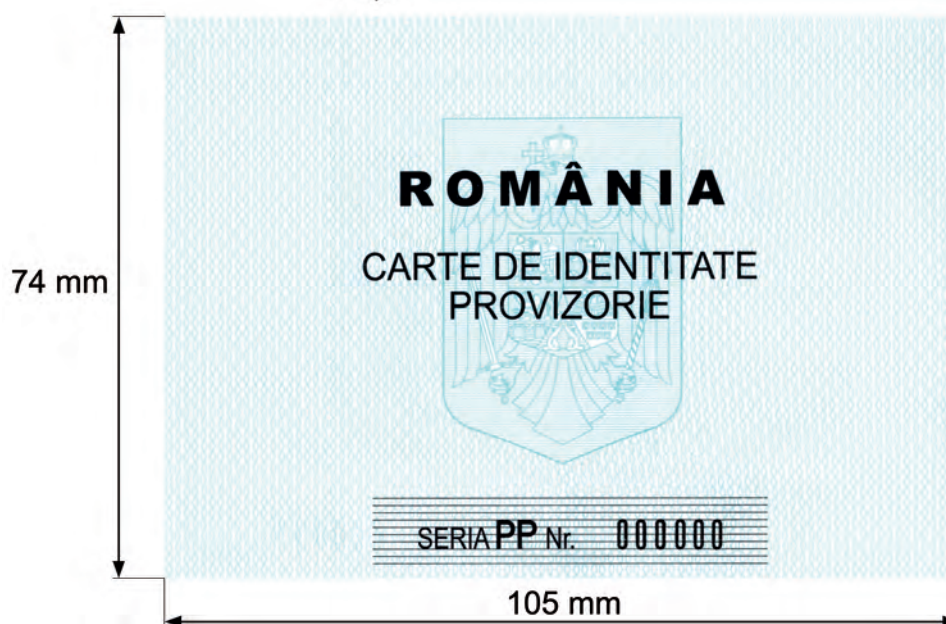 ROMÂNIA
CARTE DE IDENTITATE
PROVIZORIE
74 mm
SERIA PP Nr. 000000
105 mm